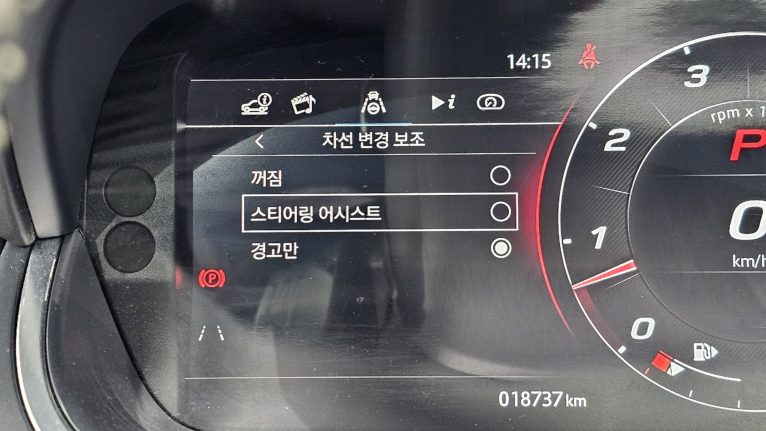 14:15
차선 변경 보조
꺼짐
스티어링 어시스트
경고만
3
rpm x 1
2
P
1
0
km/h
0
018737 km